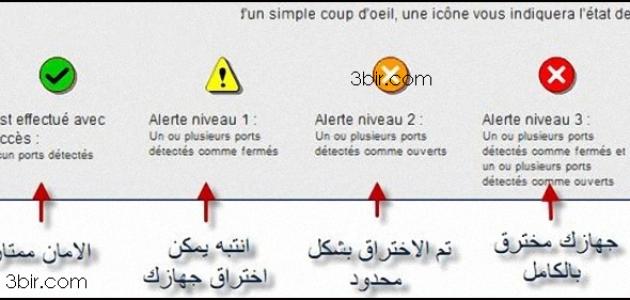 d'un simple coup d'oeil, une icône vous indiquera l'état de
3bir.com
est effectué avec
ccès :
cun ports détectés
Alerte niveau 1 :
Un ou plusieurs ports
détectés comme fermés
Alerte niveau 2 :
Un ou plusieurs ports
détectés comme ouverts
Alerte niveau 3 :
Un ou plusieurs ports
détectés comme fermés et
un ou plusieurs ports
détectés comme ouverts
الامان ممتاز
انتبه يمكن
اختراق جهازك
تم الاختراق بشكل
محدود
جهازك مخترق
بالكامل
3bir.com